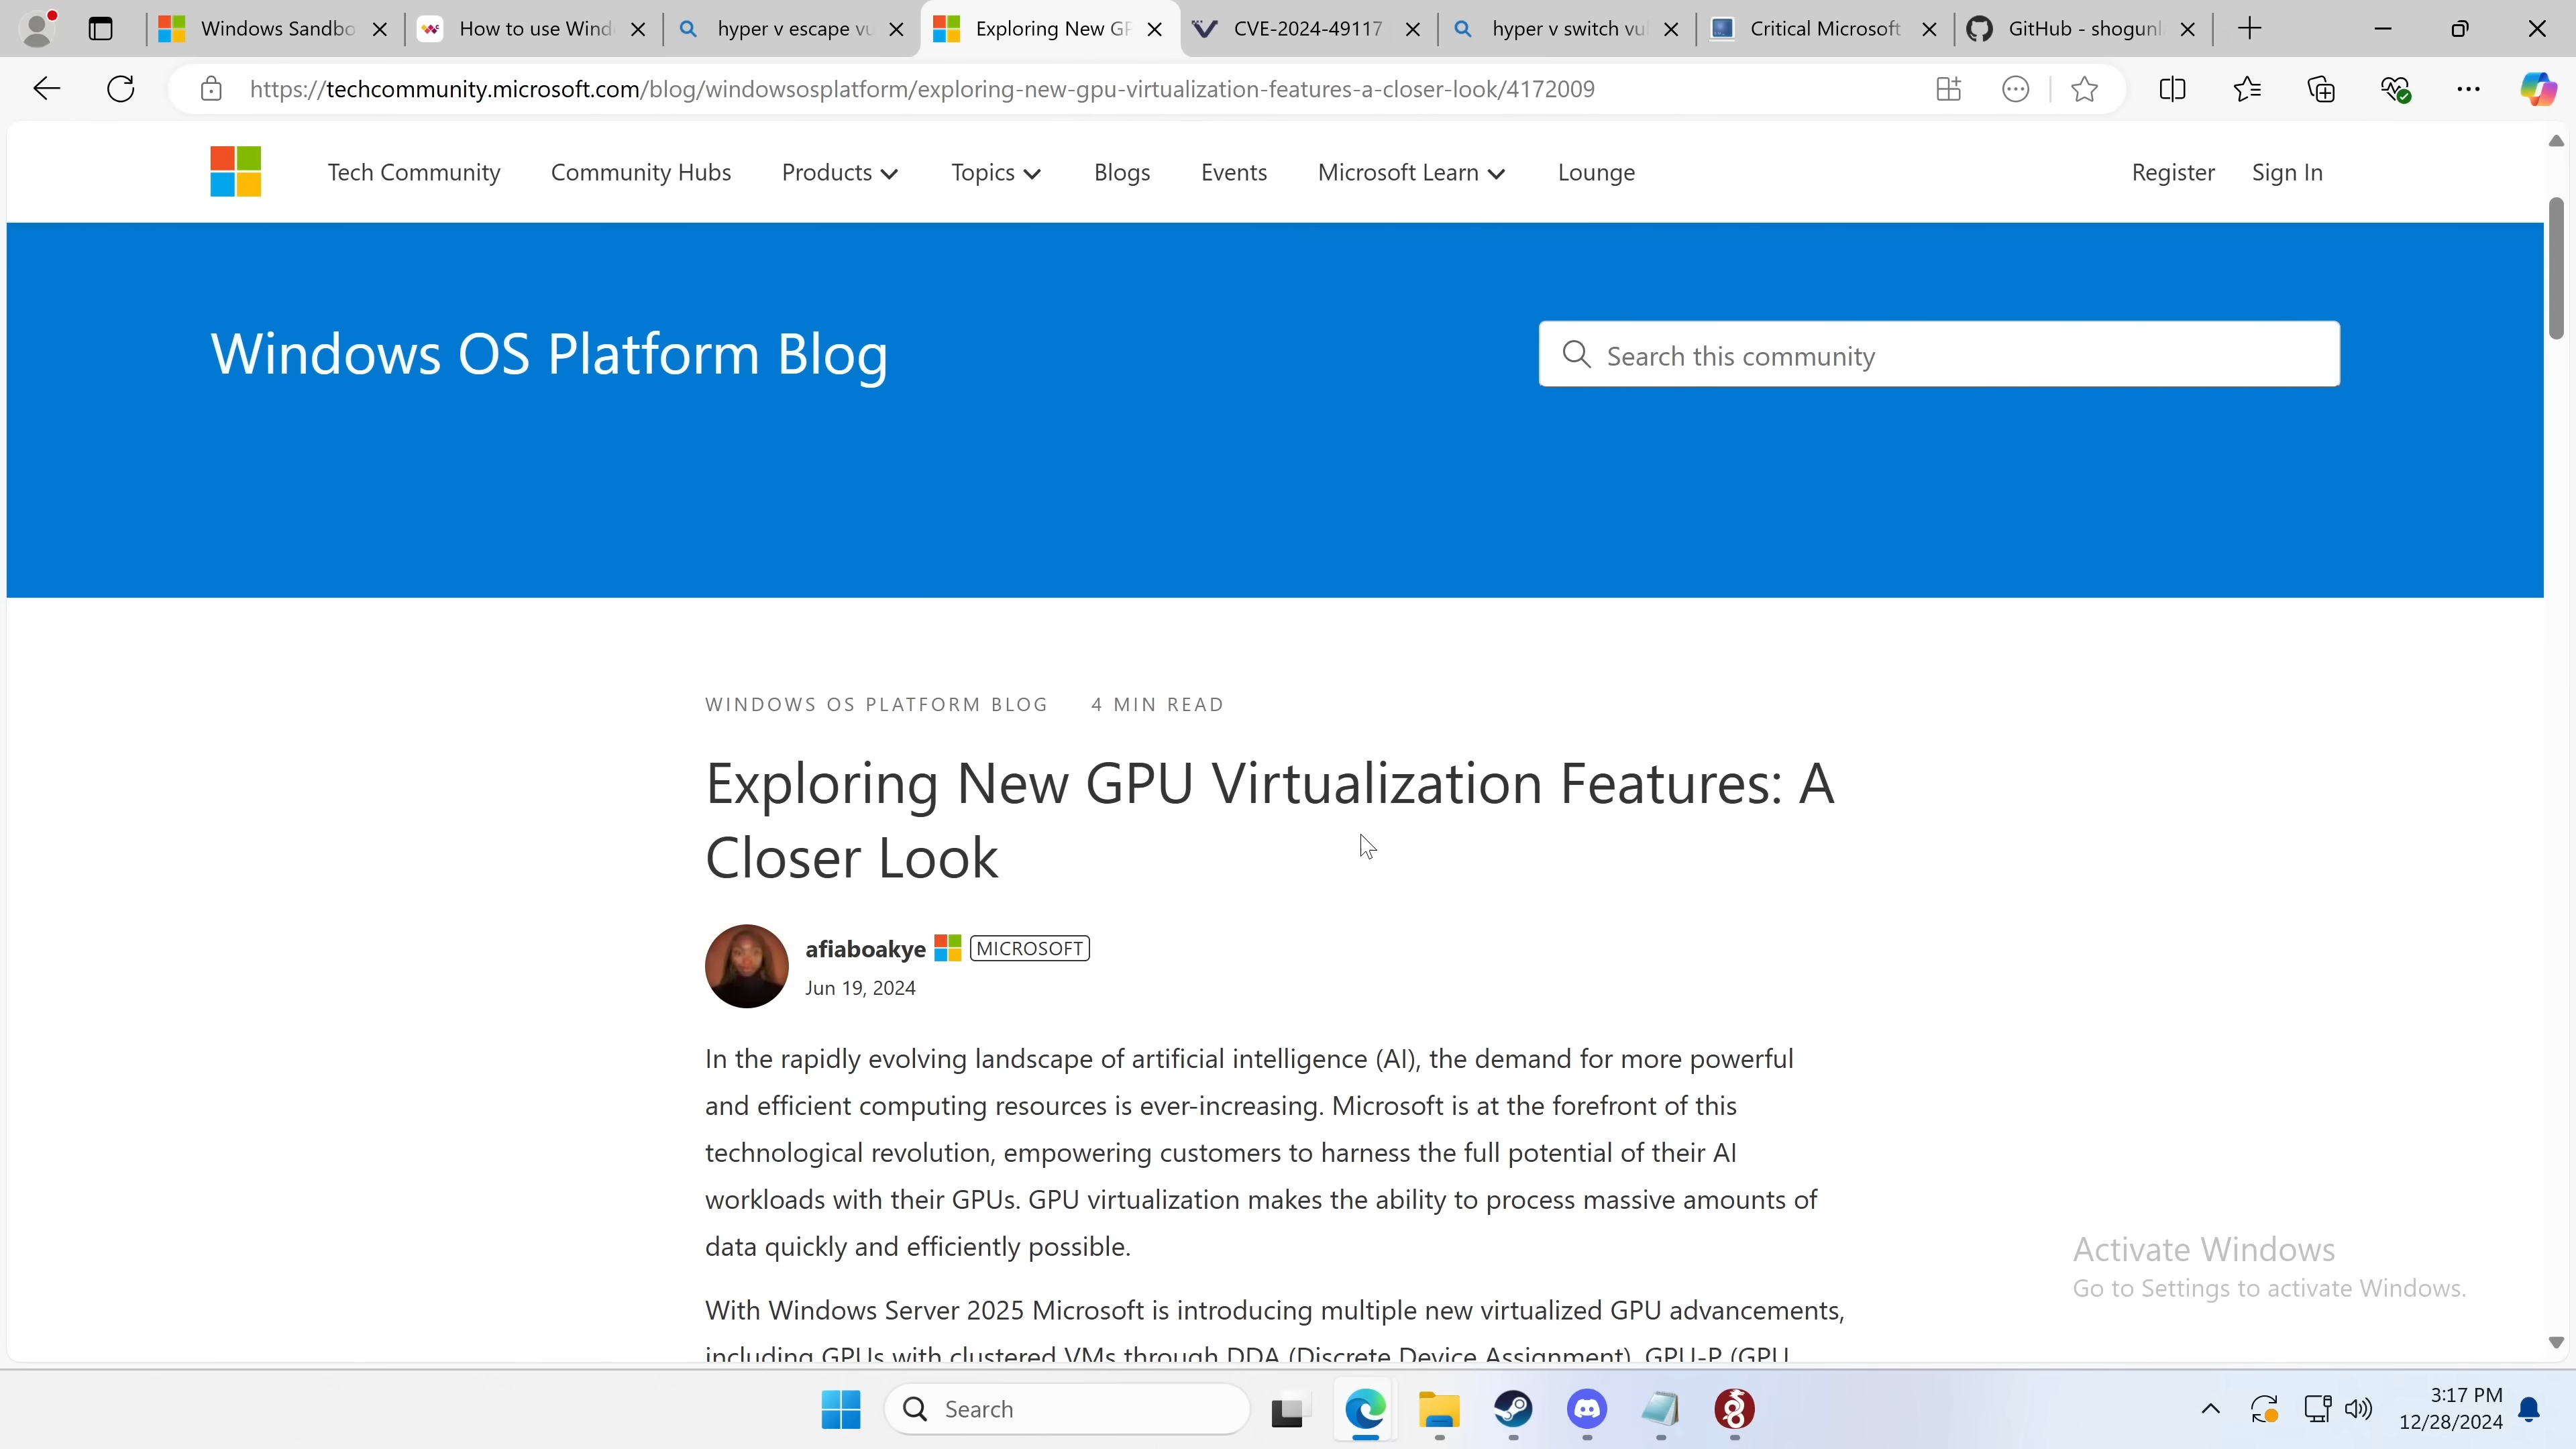 Windows Sandbo
How to use Wind
hyper v escape vu
Exploring New GP
CVE-2024-49117
hyper v switch vul
Critical Microsoft
GitHub - shogunl
https://techcommunity.microsoft.com/blog/windowsosplatform/exploring-new-gpu-virtualization-features-a-closer-look/4172009
Tech Community
Community Hubs
Products
Topics
Blogs
Events
Microsoft Learn
Lounge
Register
Sign In
Windows OS Platform Blog
Search this community
WINDOWS OS PLATFORM BLOG
4 MIN READ
Exploring New GPU Virtualization Features: A
Closer Look
afiaboakye
MICROSOFT
Jun 19, 2024
In the rapidly evolving landscape of artificial intelligence (AI), the demand for more powerful
and efficient computing resources is ever-increasing. Microsoft is at the forefront of this
technological revolution, empowering customers to harness the full potential of their AI
workloads with their GPUs. GPU virtualization makes the ability to process massive amounts of
data quickly and efficiently possible.
With Windows Server 2025 Microsoft is introducing multiple new virtualized GPU advancements,
including GPUs with clustered VMs through DDA (Discrete Device Assignment), GPU-P (GPU
Activate Windows
Go to Settings to activate Windows.
Search
3:17 PM
12/28/2024